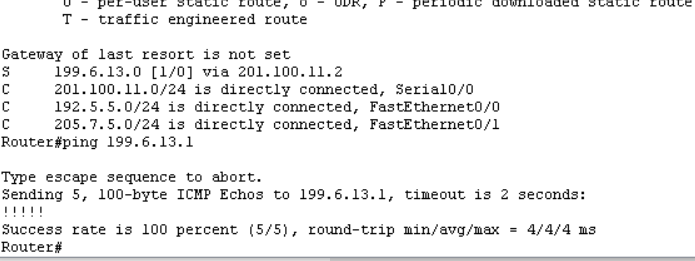 U - per-user static route, o - ODR, P - periodic downloaded static route
T - traffic engineered route
Gateway of last resort is not set
S 199.6.13.0 [1/0] via 201.100.11.2
C 201.100.11.0/24 is directly connected, Serial0/0
C 192.5.5.0/24 is directly connected, FastEthernet0/0
C 205.7.5.0/24 is directly connected, FastEthernet0/1
Router#ping 199.6.13.1
Type escape sequence to abort.
Sending 5, 100-byte ICMP Echos to 199.6.13.1, timeout is 2 seconds:
!!!!!
Success rate is 100 percent (5/5), round-trip min/avg/max = 4/4/4 ms
Router#